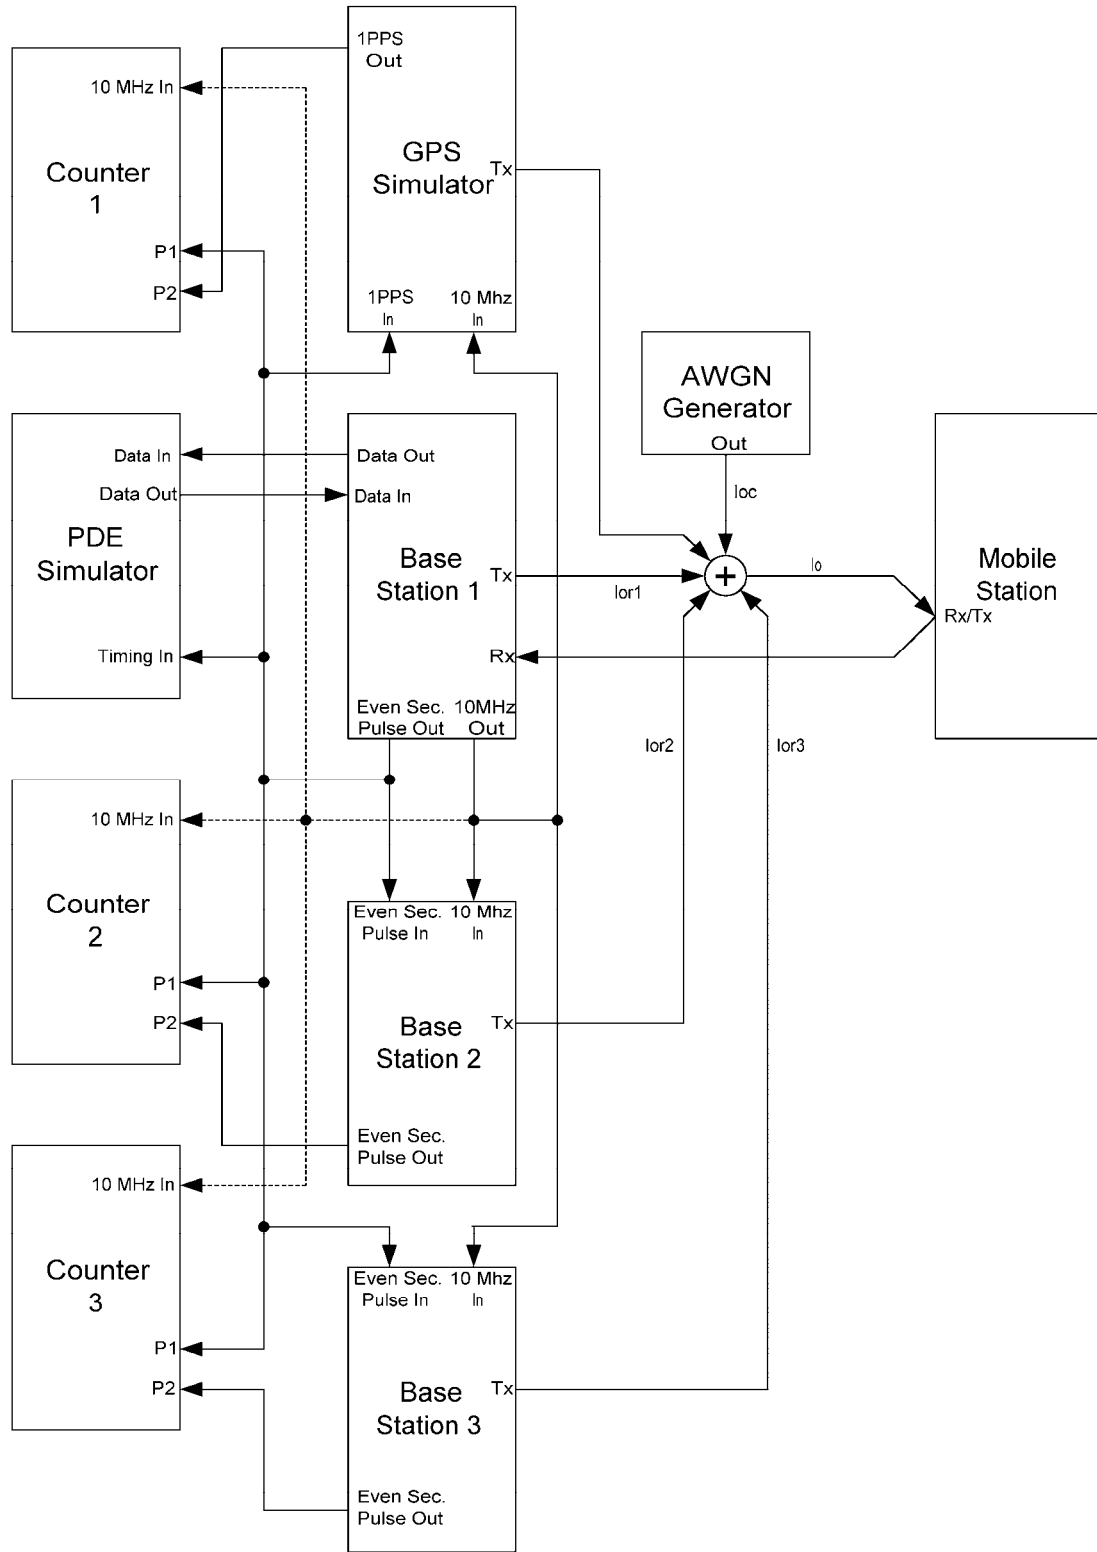 10 MHz In
Counter
1
P1
P2
1PPS
Out
GPS
Simulator
Tx
1PPS
In
10 Mhz
In
AWGN
Generator
Out
Ioc
Data In
Data Out
PDE
Simulator
Timing In
Data Out
Data In
Base
Station 1
Tx
Rx
Even Sec.
Pulse Out
10MHz
Out
Ior1
Io
Mobile
Station
Rx/Tx
Ior2
Ior3
10 MHz In
Counter
2
P1
P2
Even Sec.
Pulse In
10 Mhz
In
Base
Station 2
Tx
Even Sec.
Pulse Out
10 MHz In
Counter
3
P1
P2
Even Sec.
Pulse In
10 Mhz
In
Base
Station 3
Tx
Even Sec.
Pulse Out